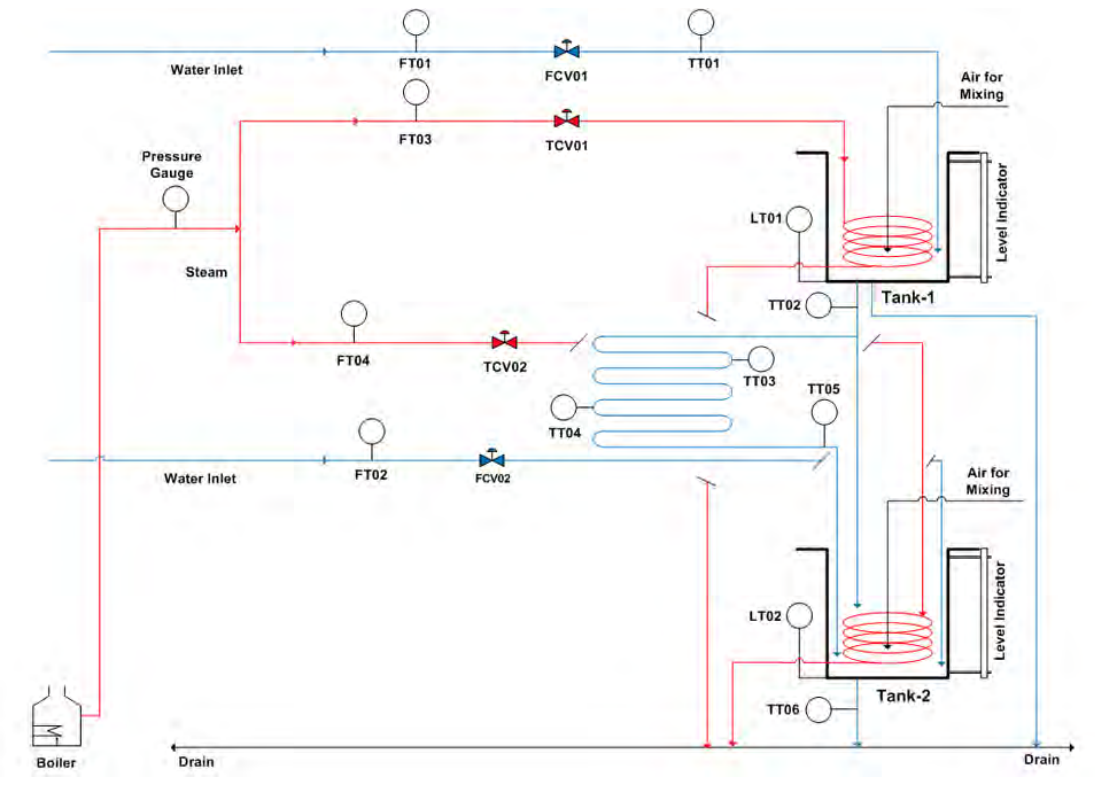 Water Inlet
FT01
FCV01
TT01
Air for
Mixing
FT03
TCV01
Pressure
Gauge
LT01
Level Indicator
Steam
Tank-1
TT02
FT04
TCV02
TT03
TT05
TT04
Water Inlet
FT02
FCV02
Air for
Mixing
LT02
Level Indicator
Tank-2
TT06
Boiler
Drain
Drain